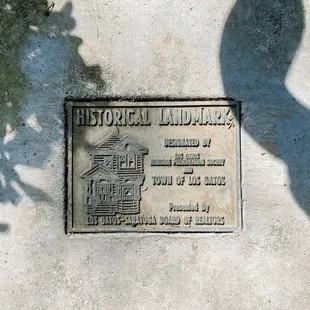 HISTORICAL LANDMARK
DESIGNATED BY
LOS GATOS
HERITAGE PRESERVATION SOCIETY
AND
TOWN OF LOS GATOS
Presented By
LOS GATOS-SARATOGA BOARD OF REALTORS